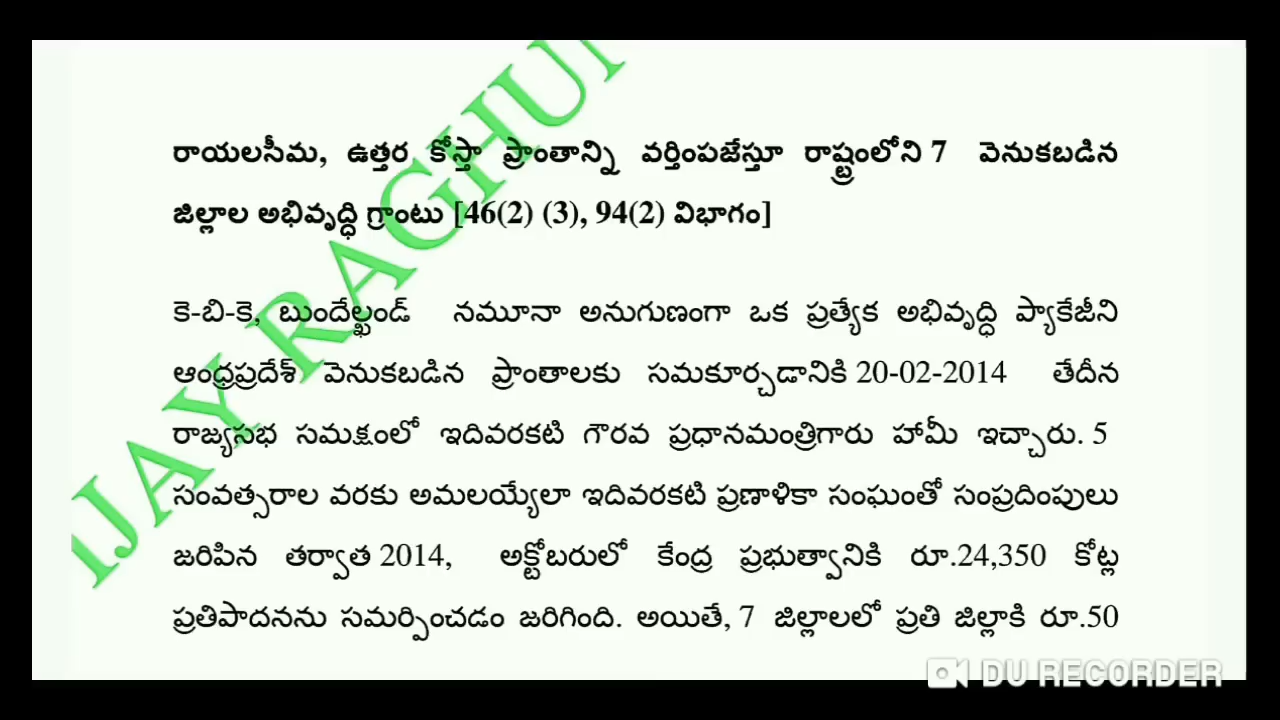 రాయలసీమ, ఉత్తర కోస్తా ప్రాంతాన్ని వర్తింపజేస్తూ రాష్ట్రంలోని 7 వెనుకబడిన
జిల్లాల అభివృద్ధి గ్రాంటు [46(2) (3), 94(2) విభాగం]
కె-బి-కె, బుందేల్ఖండ్ నమూనా అనుగుణంగా ఒక ప్రత్యేక అభివృద్ధి ప్యాకేజీని
ఆంధ్రప్రదేశ్ వెనుకబడిన ప్రాంతాలకు సమకూర్చడానికి 20-02-2014 తేదీన
రాజ్యసభ సమక్షంలో ఇదివరకటి గౌరవ ప్రధానమంత్రిగారు హామీ ఇచ్చారు. 5
సంవత్సరాల వరకు అమలయ్యేలా ఇదివరకటి ప్రణాళికా సంఘంతో సంప్రదింపులు
జరిపిన తర్వాత 2014, అక్టోబరులో కేంద్ర ప్రభుత్వానికి రూ.24,350 కోట్ల
ప్రతిపాదనను సమర్పించడం జరిగింది. అయితే, 7 జిల్లాలలో ప్రతి జిల్లాకి రూ.50
IJAY RAGHU
DU RECORDER